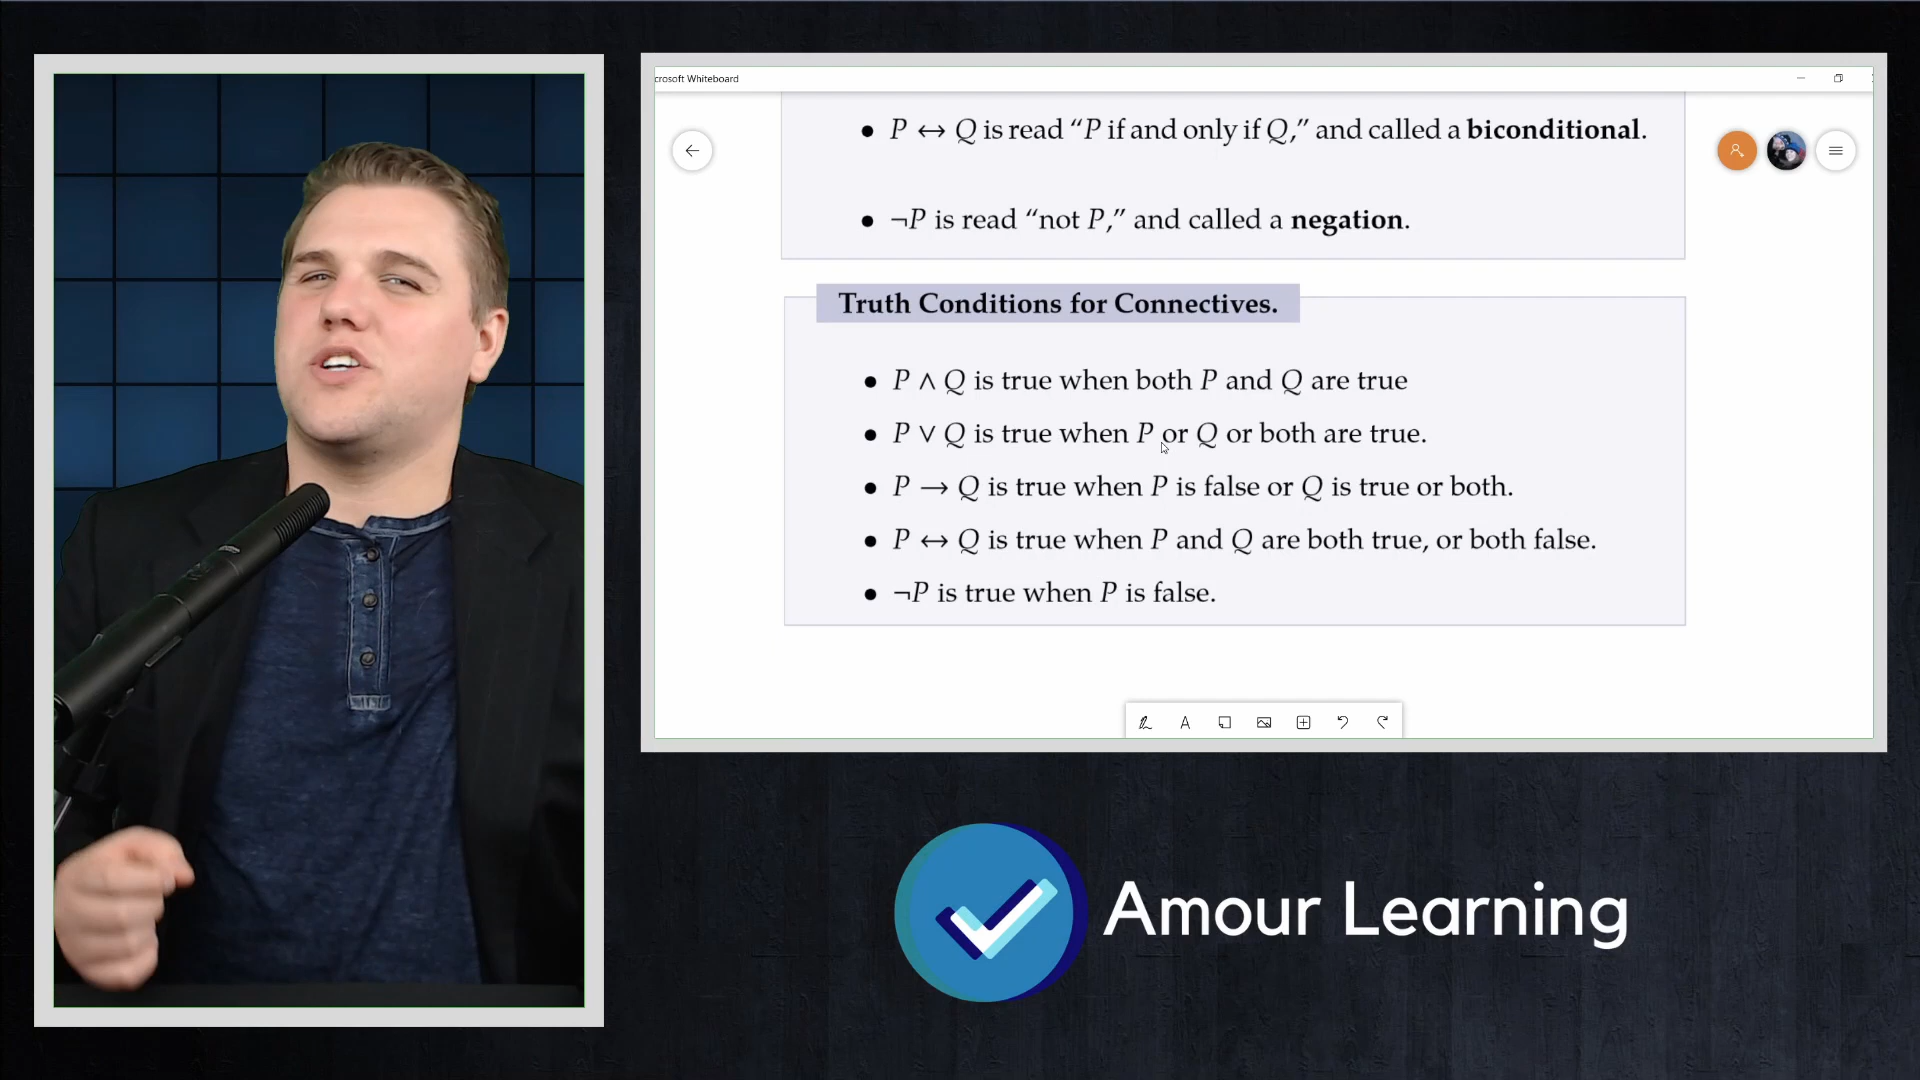 crosoft Whiteboard
• P ↔ Q is read “P if and only if Q,” and called a biconditional.
• ¬P is read “not P,” and called a negation.
Truth Conditions for Connectives.
• P ∧ Q is true when both P and Q are true
• P ∨ Q is true when P or Q or both are true.
• P → Q is true when P is false or Q is true or both.
• P ↔ Q is true when P and Q are both true, or both false.
• ¬P is true when P is false.
Amour Learning